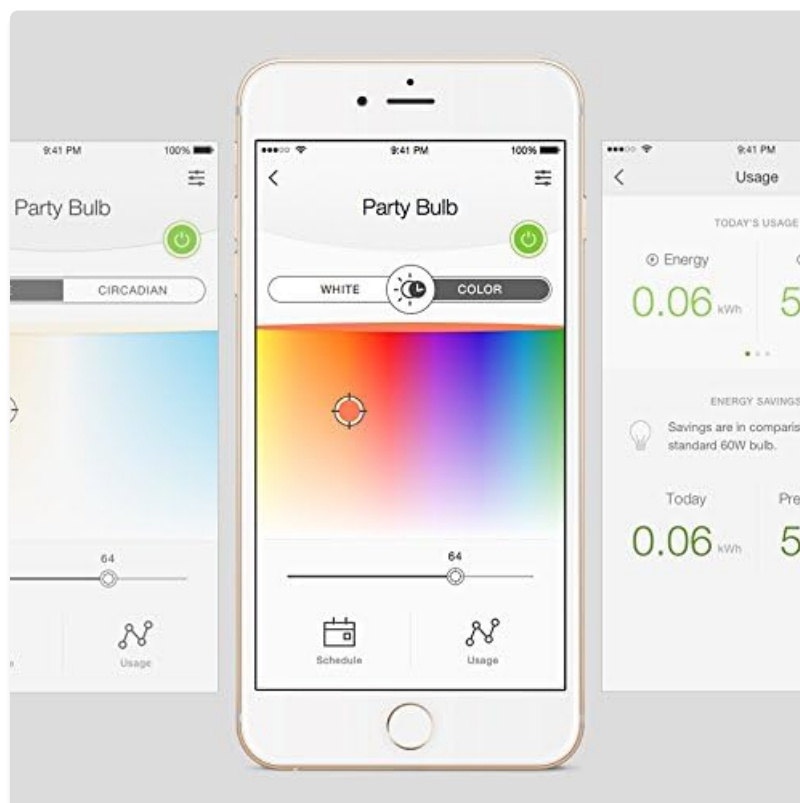 9:41 PM 100%
Party Bulb
CIRCADIAN
64
Usage
9:41 PM 100%
Party Bulb
WHITE COLOR
64
Schedule Usage
9:41 PM
Usage
TODAY'S USAGE
Energy
0.06 kWh 5
ENERGY SAVINGS
Savings are in
standard 60W bulb.
Today
0.06 kWh 5